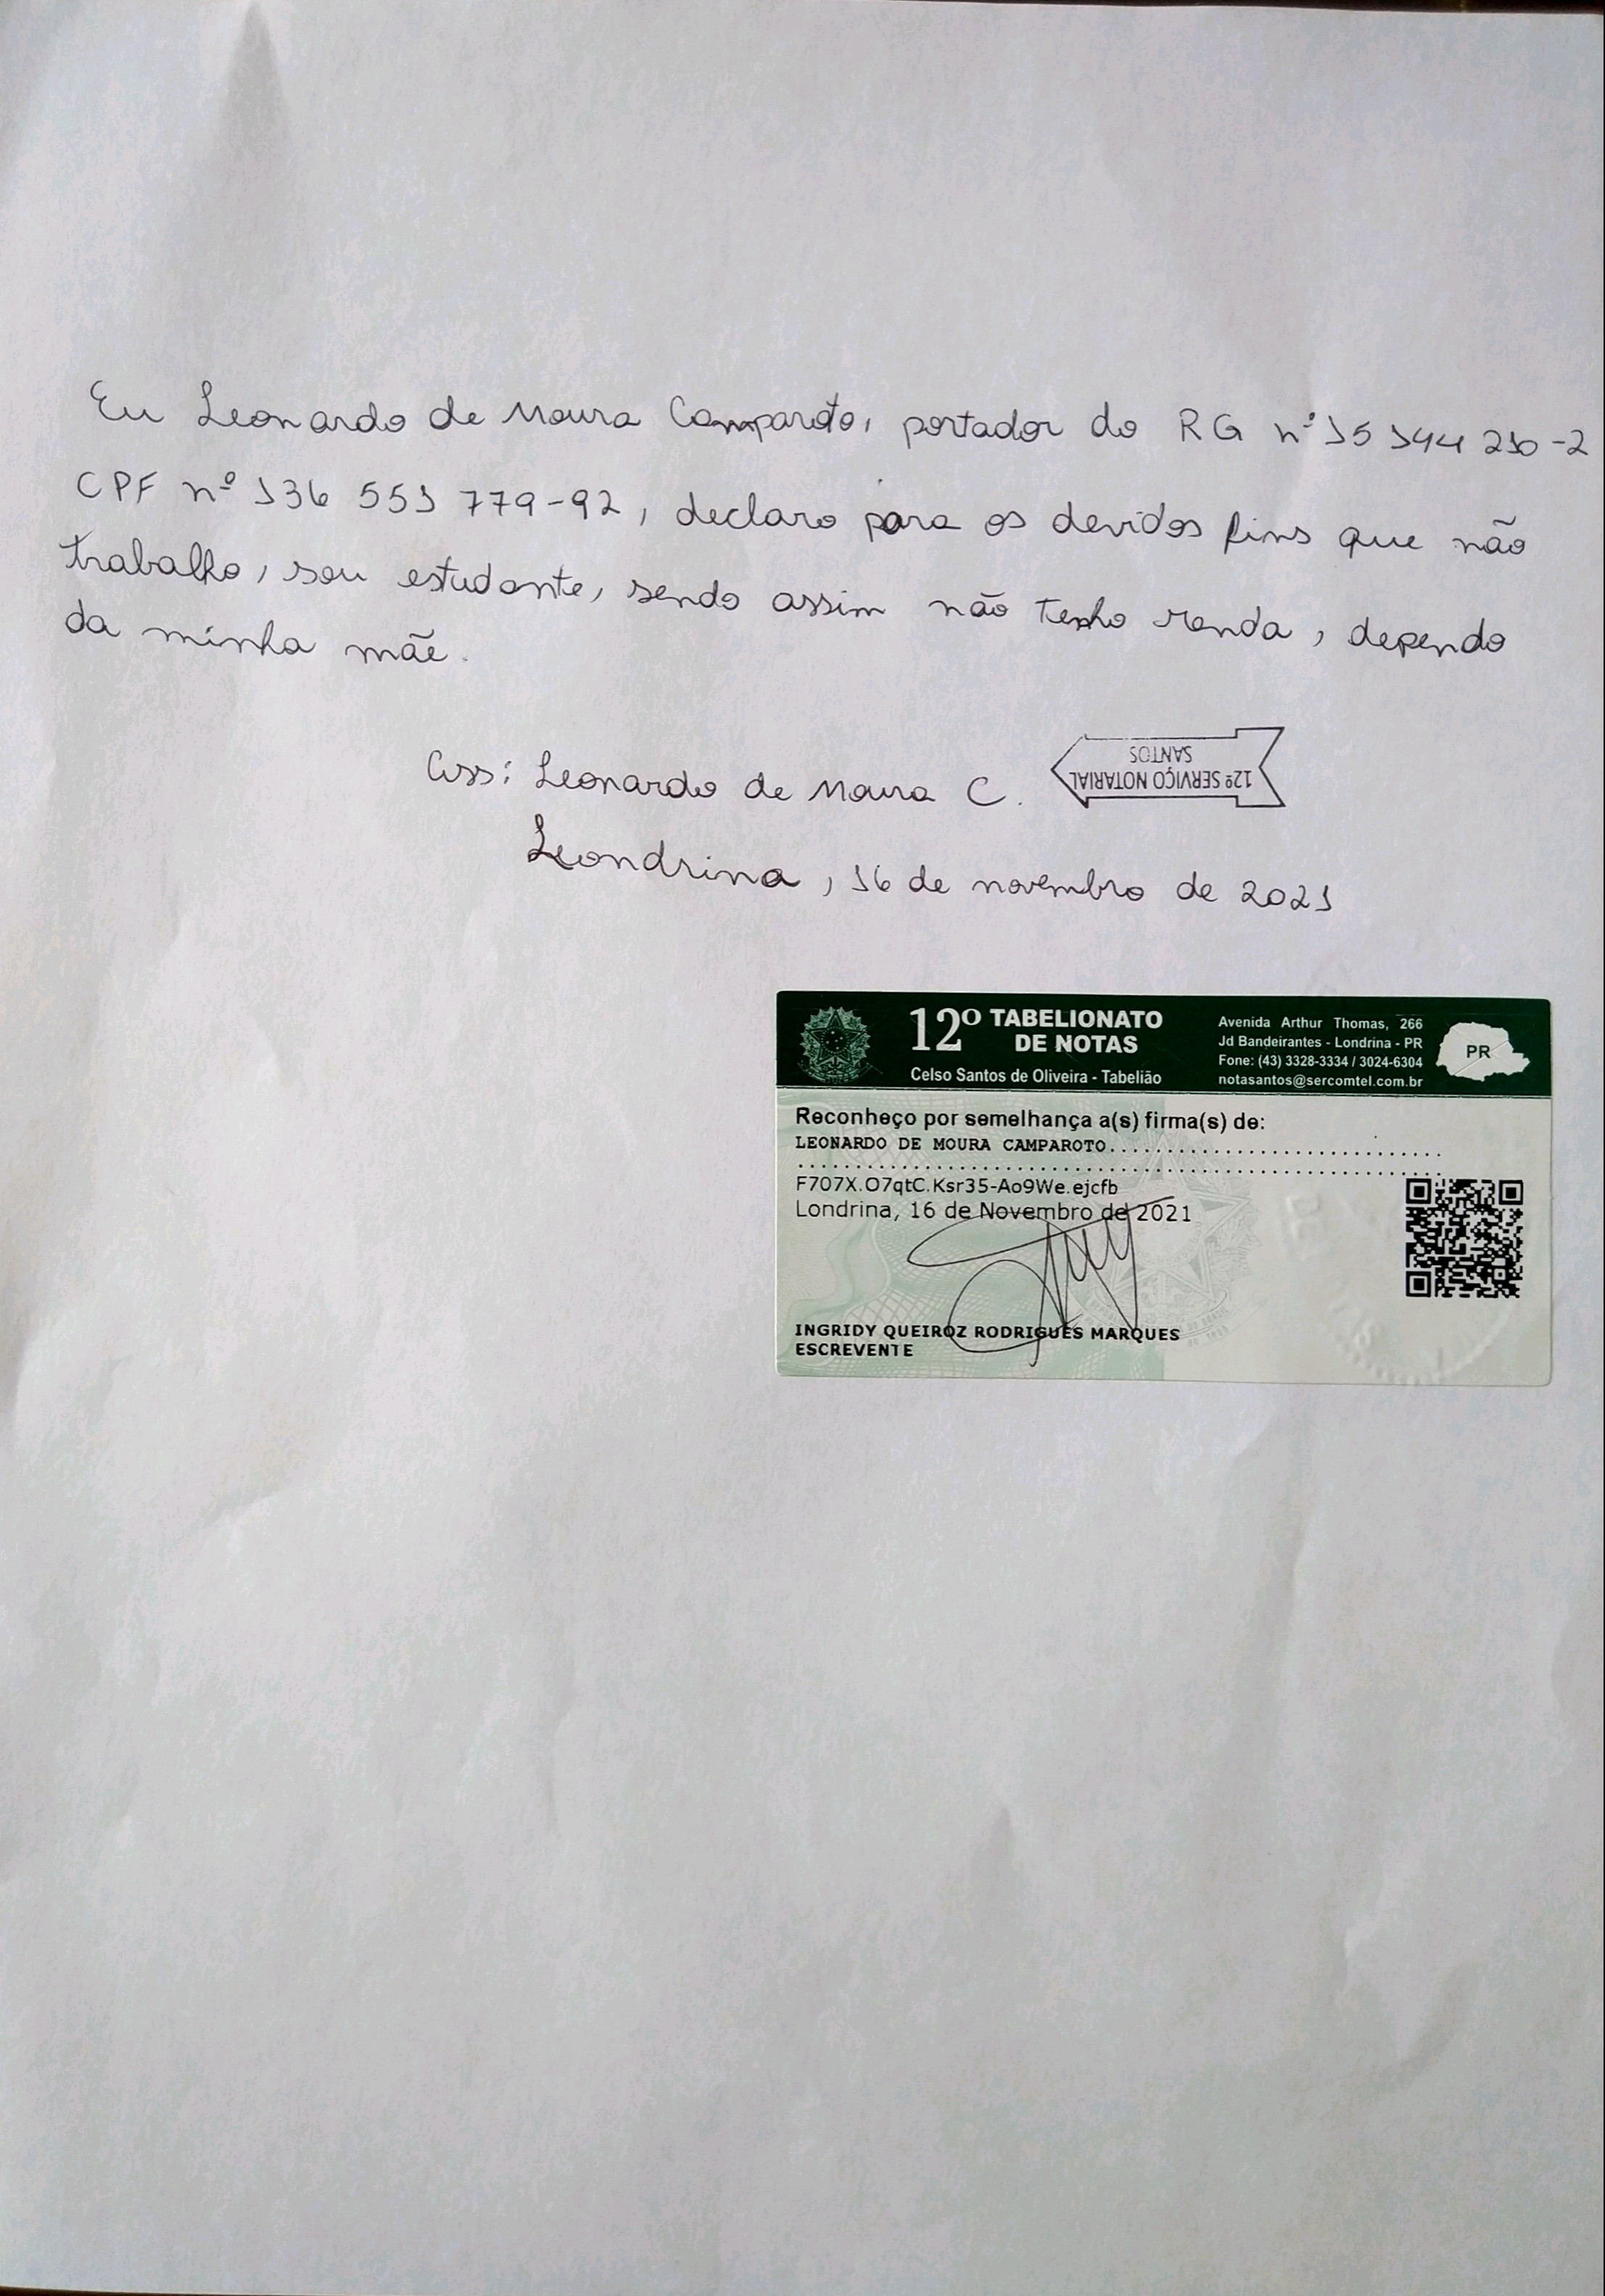 Eu Leonardo de Moura Camparoto, portador do RG nº 15 144 210-2
CPF nº 136 551 779-92, declaro para os devidos fins que não
trabalho, sou estudante, sendo assim não tenho renda, dependo
da minha mãe.
Ass: Leonardo de Moura C.
12º SERVIÇO NOTARIAL
SANTOS
Leondrina, 16 de novembro de 2021
12º TABELIONATO
DE NOTAS
Celso Santos de Oliveira - Tabelião
Avenida Arthur Thomas, 266
Jd Bandeirantes - Londrina - PR
Fone: (43) 3328-3334 / 3024-6304
notasantos@sercomtel.com.br
PR
Reconheço por semelhança a(s) firma(s) de:
LEONARDO DE MOURA CAMPAROTO..............................
F707X.O7qtC.Ksr35-Ao9We.ejcfb
Londrina, 16 de Novembro de 2021
INGRIDY QUEIROZ RODRIGUES MARQUES
ESCREVENTE